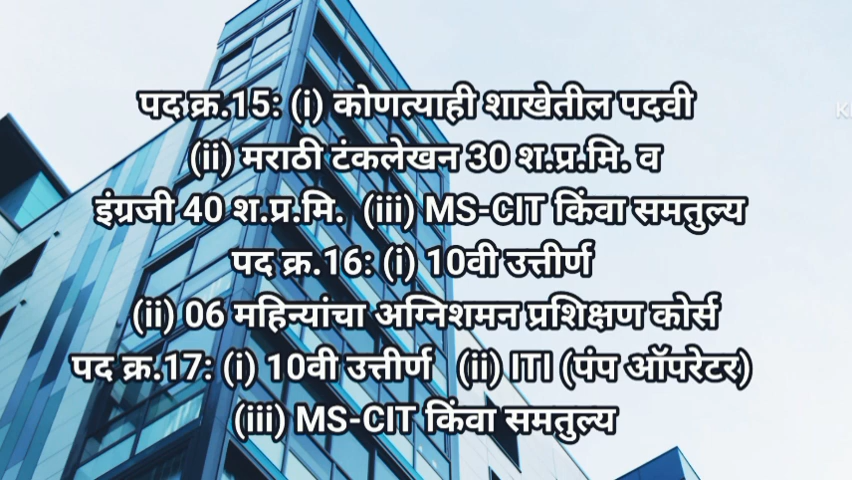 पद क्र.15: (i) कोणत्याही शाखेतील पदवी
(ii) मराठी टंकलेखन 30 श.प्र.मि. व
इंग्रजी 40 श.प्र.मि. (iii) MS-CIT किंवा समतुल्य
पद क्र.16: (i) 10वी उत्तीर्ण
(ii) 06 महिन्यांचा अग्निशमन प्रशिक्षण कोर्स
पद क्र.17: (i) 10वी उत्तीर्ण (ii) ITI (पंप ऑपरेटर)
(iii) MS-CIT किंवा समतुल्य